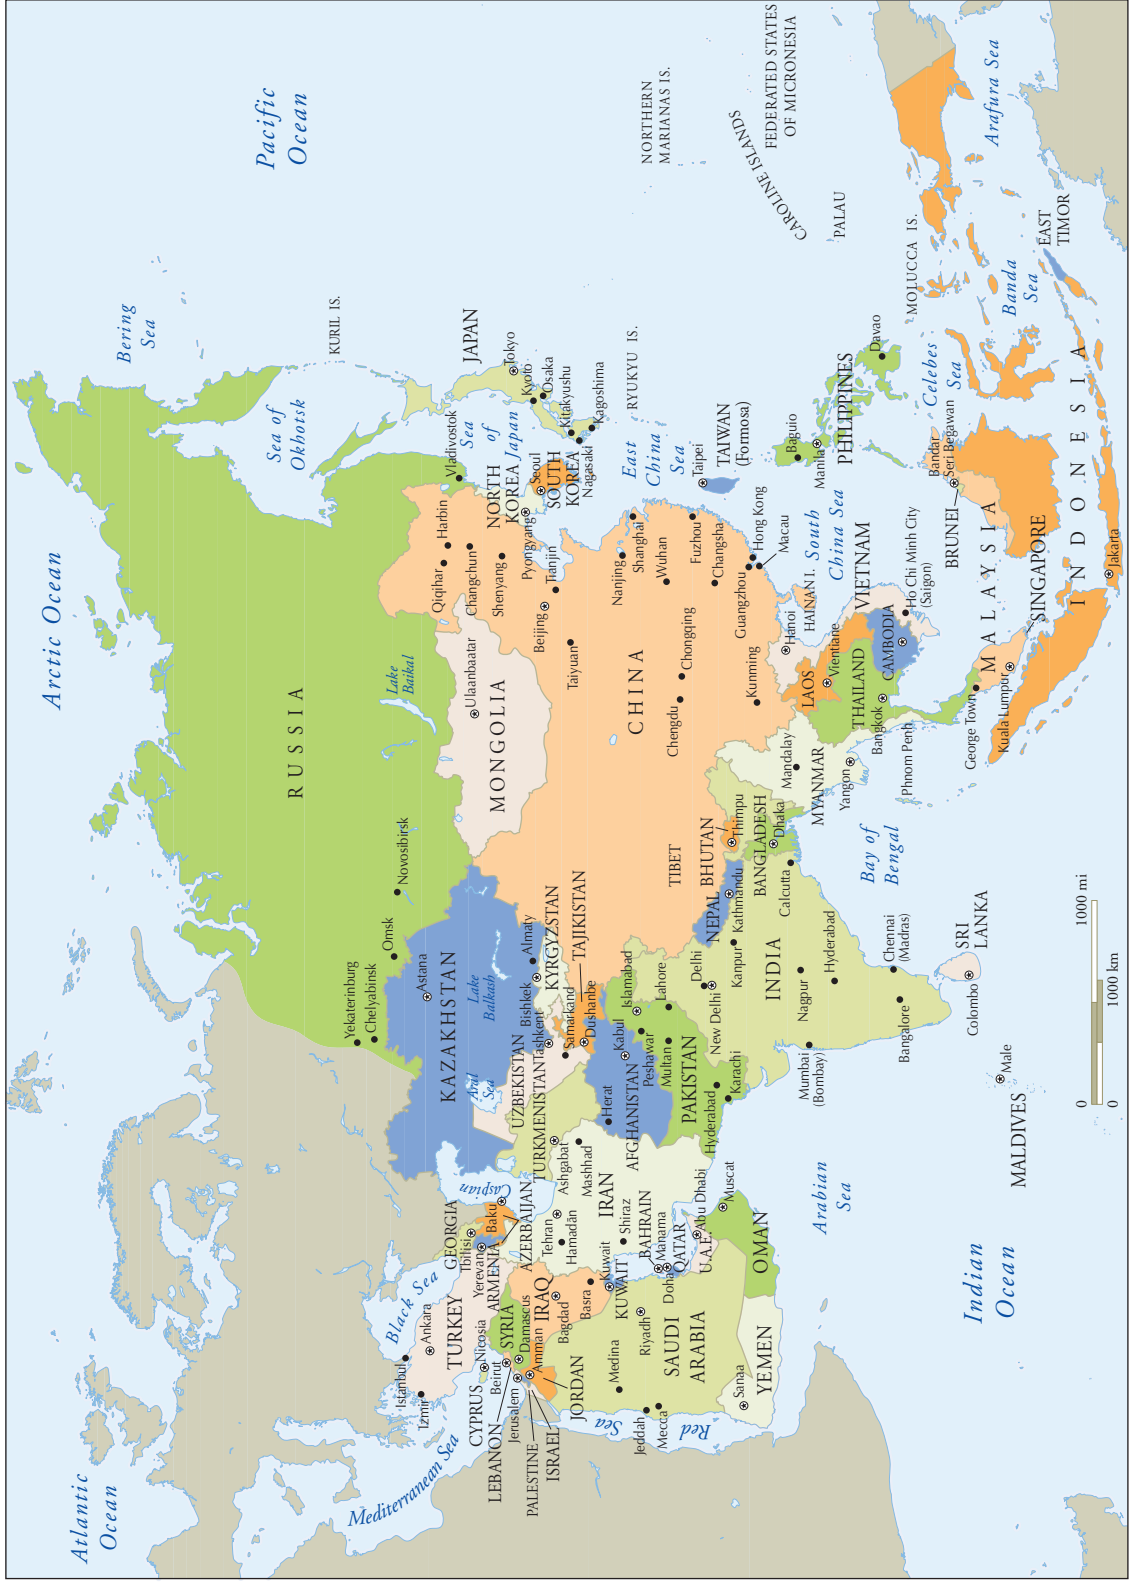 Arctic Ocean
Atlantic
Ocean
Pacific
Ocean
Bering
Sea
Sea of
Okhotsk
KURIL IS.
RUSSIA
Yekaterinburg
Chelyabinsk
Omsk
Novosibirsk
Lake
Baikal
Vladivostok
Mediterranean Sea
Black Sea
Istanbul
Izmir
Ankara
TURKEY
CYPRUS
Nicosia
LEBANON
Beirut
SYRIA
Damascus
PALESTINE
ISRAEL
Jerusalem
Amman
JORDAN
GEORGIA
Tbilisi
Yerevan
ARMENIA
Baku
AZERBAIJAN
Caspian
KAZAKHSTAN
Astana
Lake
Balkash
Aral
Sea
Almaty
Bishkek
KYRGYZSTAN
TAJIKISTAN
Dushanbe
UZBEKISTAN
Tashkent
Samarkand
TURKMENISTAN
Ashgabat
Mashhad
Tehran
Hamadān
IRAN
Shiraz
IRAQ
Bagdad
Basra
Kuwait
KUWAIT
BAHRAIN
Manama
QATAR
Doha
U.A.E.
Abu Dhabi
Muscat
OMAN
SAUDI
ARABIA
Riyadh
Medina
Jeddah
Mecca
Red
Sea
Sanaa
YEMEN
AFGHANISTAN
Herat
Kabul
Peshawar
Islamabad
Lahore
Multan
PAKISTAN
Hyderabad
Karachi
MONGOLIA
Ulaanbaatar
CHINA
TIBET
Qiqihar
Harbin
Changchun
Shenyang
Beijing
Tianjin
Taiyuan
Nanjing
Shanghai
Wuhan
Chengdu
Chongqing
Changsha
Fuzhou
Kunming
Guangzhou
Hong Kong
Macau
HAINAN I.
NORTH
KOREA
Pyongyang
Seoul
SOUTH
KOREA
Sea
of
Japan
JAPAN
Tokyo
Kyoto
Osaka
Kitakyushu
Kagoshima
Nagasaki
RYUKYU IS.
East
China
Sea
Taipei
TAIWAN
(Formosa)
NEPAL
Kathmandu
BHUTAN
Thimpu
BANGLADESH
Dhaka
INDIA
Delhi
New Delhi
Kanpur
Calcutta
Nagpur
Hyderabad
Mumbai
(Bombay)
Bangalore
Chennai
(Madras)
SRI
LANKA
Colombo
MALDIVES
Male
Arabian
Sea
Bay of
Bengal
Indian
Ocean
MYANMAR
Mandalay
Yangon
LAOS
Vientiane
Hanoi
VIETNAM
THAILAND
Bangkok
CAMBODIA
Phnom Penh
Ho Chi Minh City
(Saigon)
South
China Sea
PHILIPPINES
Baguio
Manila
Davao
George Town
Kuala Lumpur
MALAYSIA
SINGAPORE
BRUNEI
Bandar
Seri Begawan
INDONESIA
Jakarta
Celebes
Sea
MOLUCCA IS.
Banda
Sea
EAST
TIMOR
Arafura Sea
PALAU
CAROLINE ISLANDS
FEDERATED STATES
OF MICRONESIA
NORTHERN
MARIANAS IS.
0 1000 mi
0 1000 km